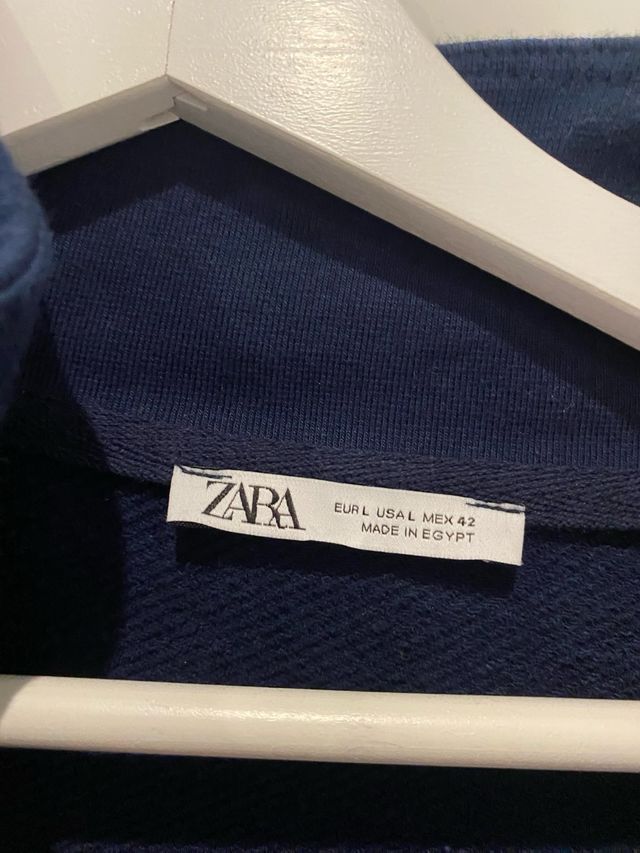 ZARA
EUR L USA L MEX 42
MADE IN EGYPT